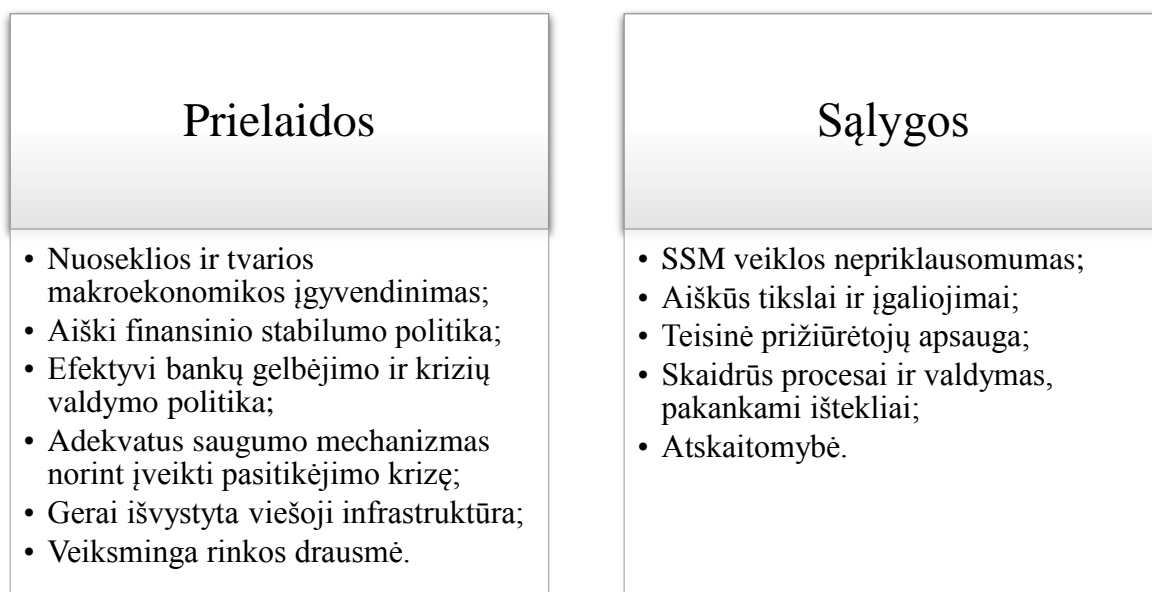 Prielaidos
• Nuoseklios ir tvarios
makroekonomikos įgyvendinimas;
• Aiški finansinio stabilumo politika;
• Efektyvi bankų gelbėjimo ir krizių
valdymo politika;
• Adekvatus saugumo mechanizmas
norint įveikti pasitikėjimo krizę;
• Gerai išvystyta viešoji infrastruktūra;
• Veiksminga rinkos drausmė.
Sąlygos
• SSM veiklos nepriklausomumas;
• Aiškūs tikslai ir įgaliojimai;
• Teisinė prižiūrėtojų apsauga;
• Skaidrūs procesai ir valdymas,
pakankami ištekliai;
• Atskaitomybė.